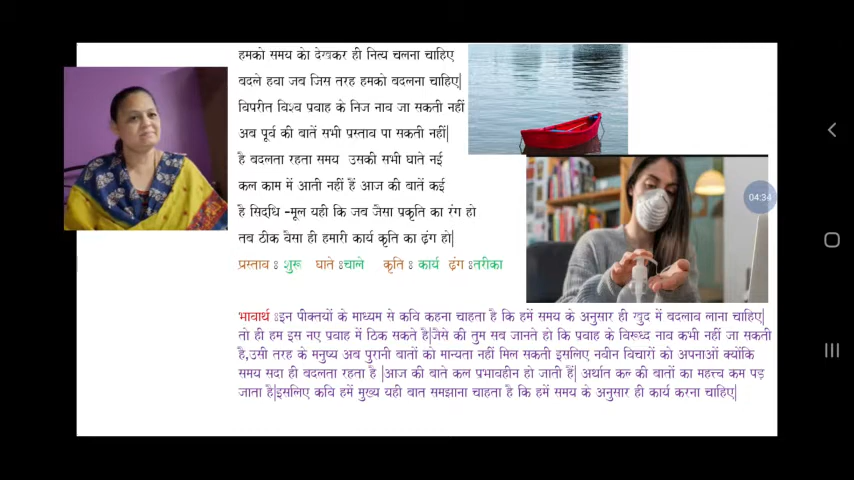 हमको समय को देखकर ही नित्य चलना चाहिए
बदले हवा जब जिस तरह हमको बदलना चाहिए|
विपरीत विश्व प्रवाह के निज नाव जा सकती नहीं
अब पूर्व की बातें सभी प्रस्ताव पा सकती नहीं|
है बदलता रहता समय उसकी सभी घाते नई
कल काम में आती नहीं हैं आज की बातें कई
है सिद्धि -मूल यही कि जब जैसा प्रकृति का रंग हो
तब ठीक वैसा ही हमारी कार्य कृति का ढ़ंग हो|
प्रस्ताव : शुरू घाते :चाले कृति : कार्य ढ़ंग :तरीका
04:34
भावार्थ :इन पंक्तियों के माध्यम से कवि कहना चाहता है कि हमें समय के अनुसार ही खुद में बदलाव लाना चाहिए|
तो ही हम इस नए प्रवाह में टिक सकते है|जैसे की तुम सब जानते हो कि प्रवाह के विरूध्द नाव कभी नहीं जा सकती
है,उसी तरह के मनुष्य अब पुरानी बातों को मान्यता नहीं मिल सकती इसलिए नवीन विचारों को अपनाओं क्योंकि
समय सदा ही बदलता रहता है |आज की बाते कल प्रभावहीन हो जाती हैं| अर्थात कल की बातों का महत्त्व कम पड़
जाता है|इसलिए कवि हमें मुख्य यही बात समझाना चाहता है कि हमें समय के अनुसार ही कार्य करना चाहिए|